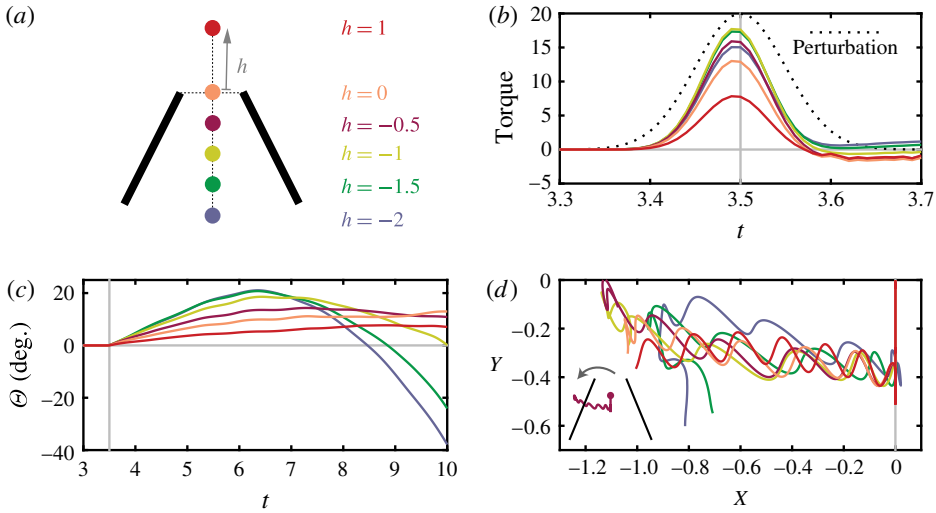 (a)
h
h = 1
h = 0
h = −0.5
h = −1
h = −1.5
h = −2
(b)
20
15
10
5
0
−5
Torque
Perturbation
3.3 3.4 3.5 3.6 3.7
t
(c)
20
0
−20
−40
Θ (deg.)
3 4 5 6 7 8 9 10
t
(d)
0
−0.2
−0.4
−0.6
Y
−1.2 −1.0 −0.8 −0.6 −0.4 −0.2 0
X